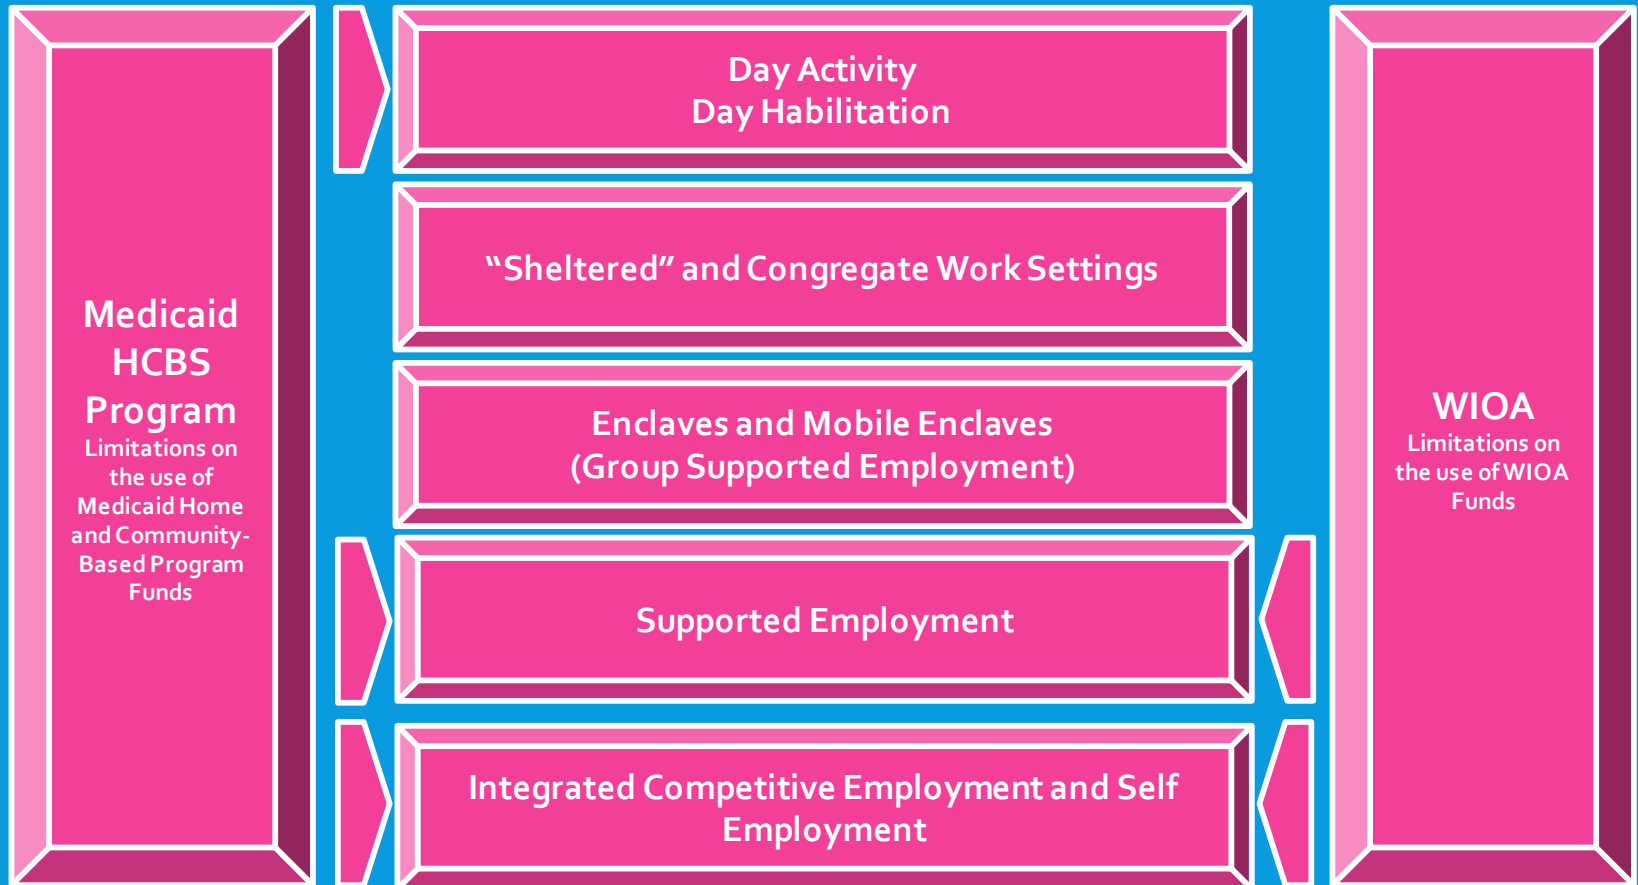 Medicaid
HCBS
Program
Limitations on
the use of
Medicaid Home
and Community-
Based Program
Funds
Day Activity
Day Habilitation
“Sheltered” and Congregate Work Settings
Enclaves and Mobile Enclaves
(Group Supported Employment)
Supported Employment
Integrated Competitive Employment and Self
Employment
WIOA
Limitations on
the use of WIOA
Funds